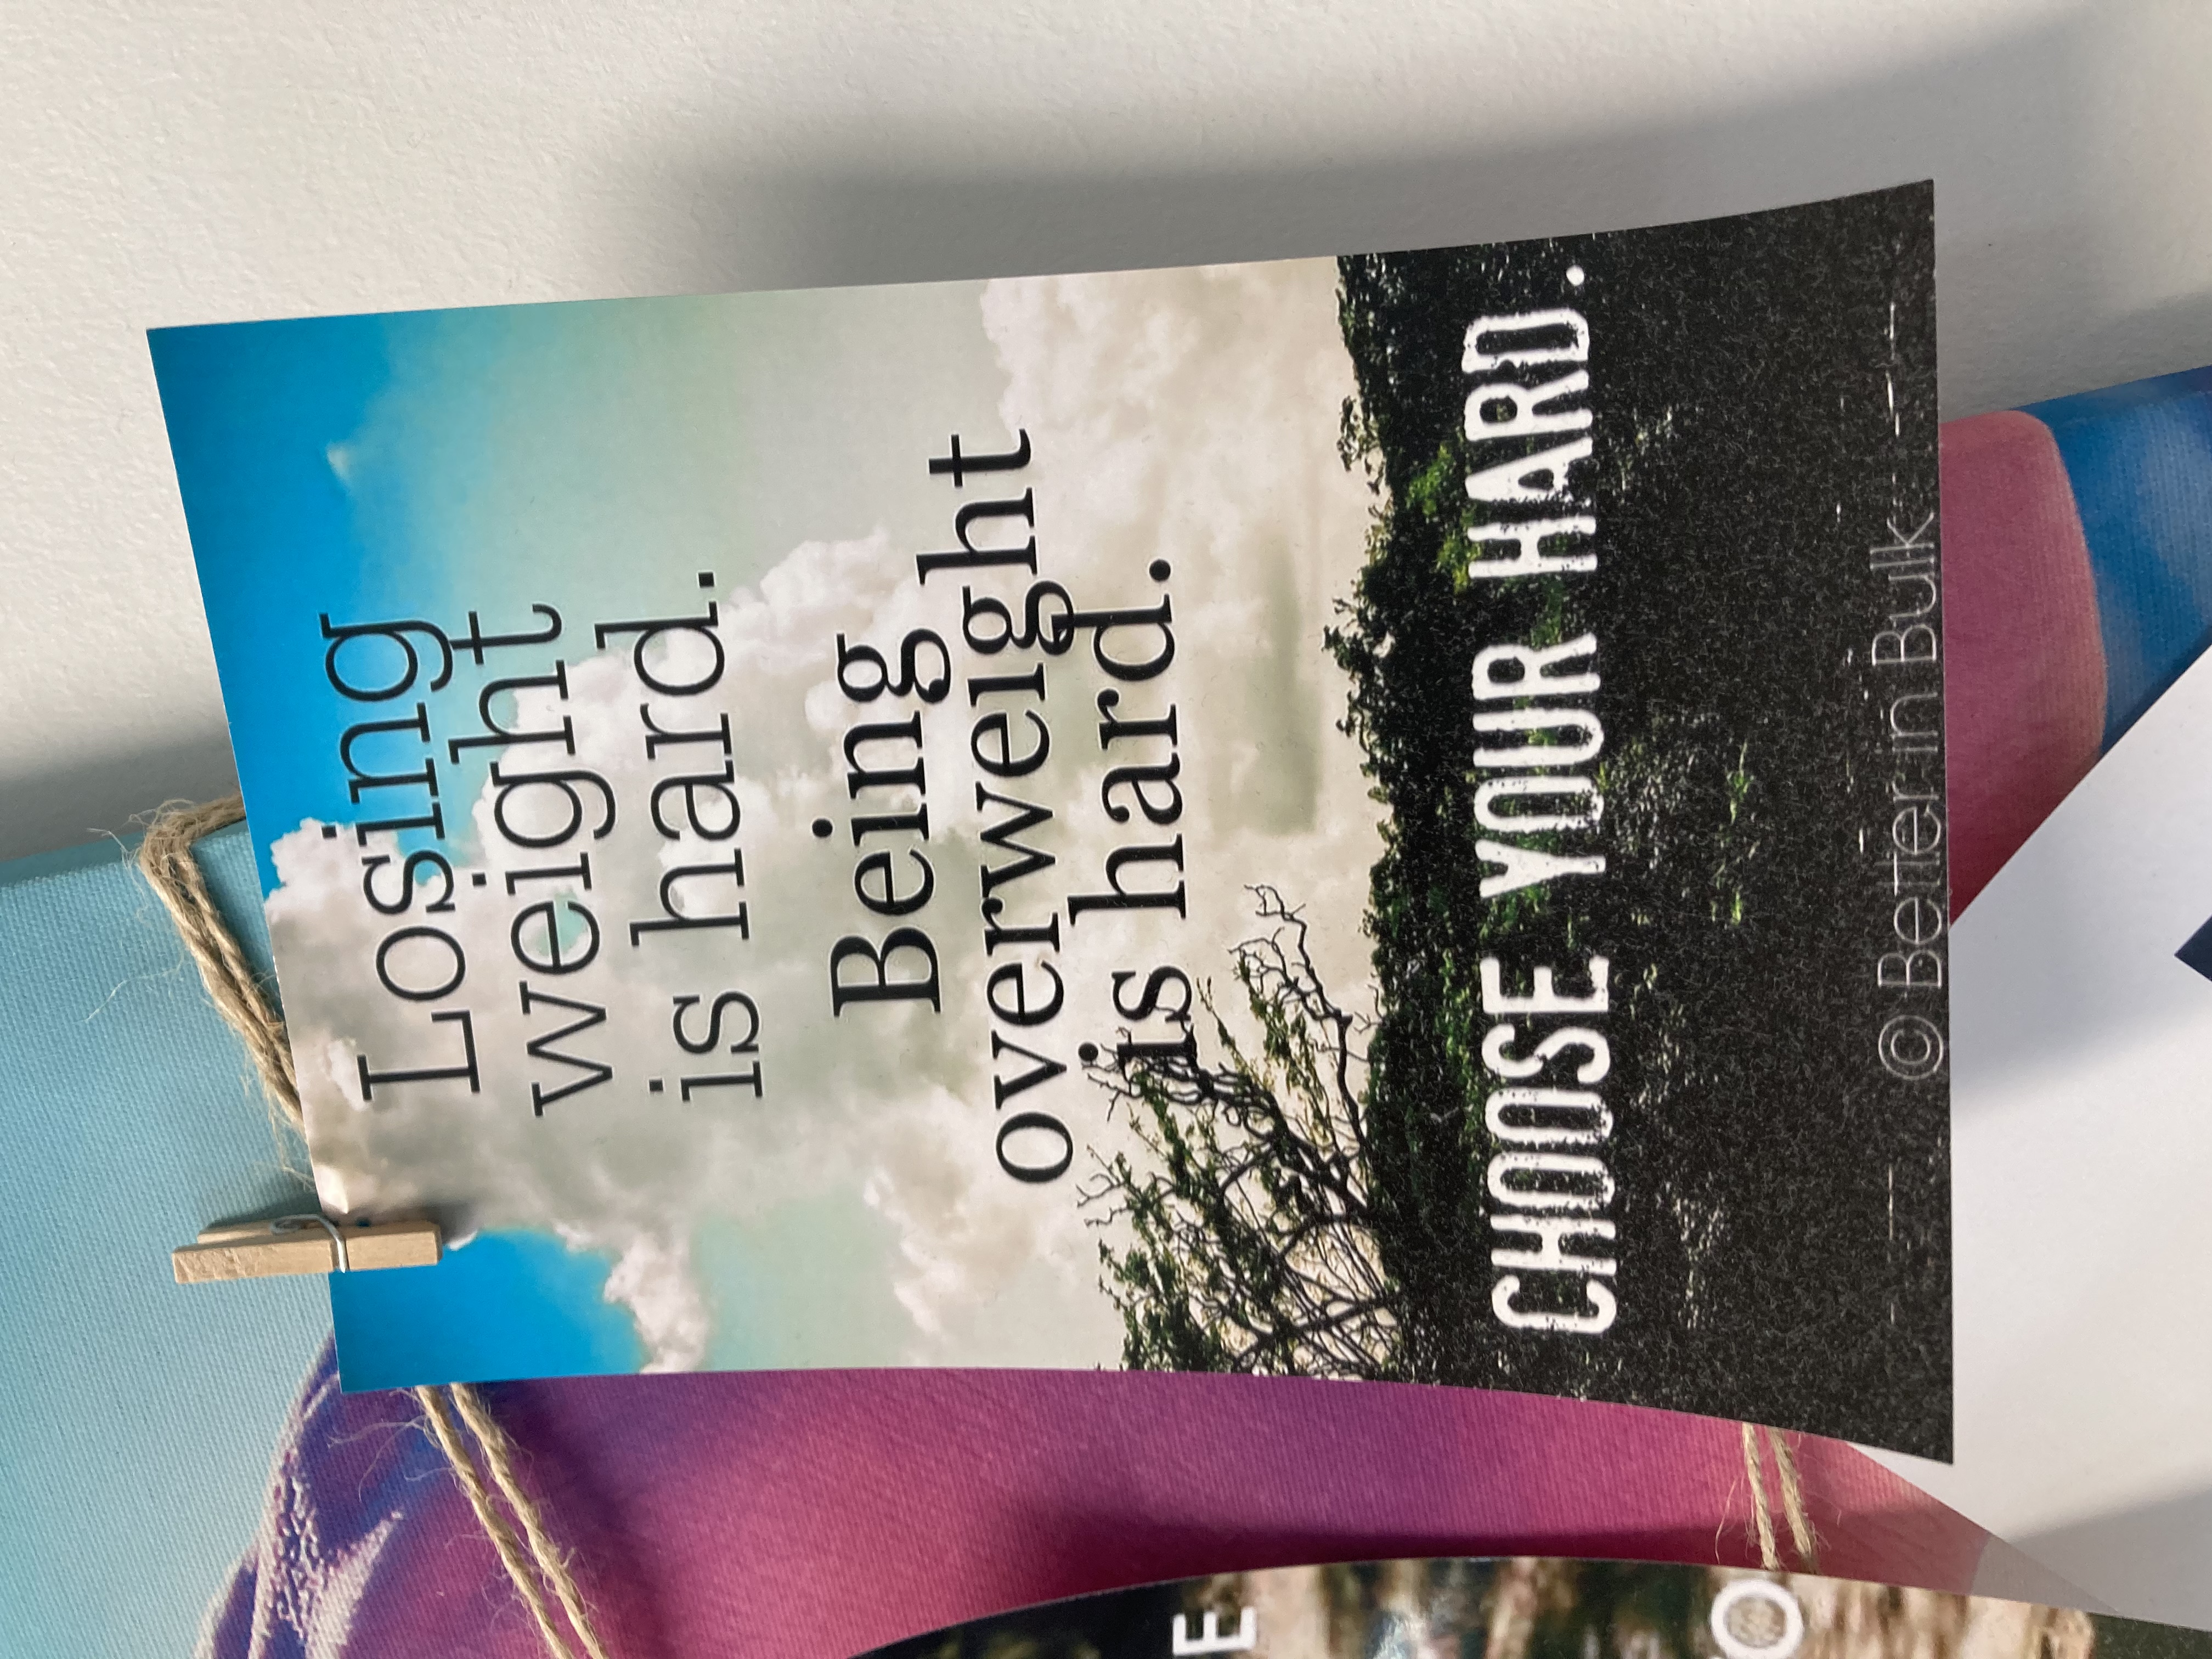 Losing
weight
is hard.
Being
overweight
is hard.
CHOOSE YOUR HARD.
© Better in Bulk
E
O